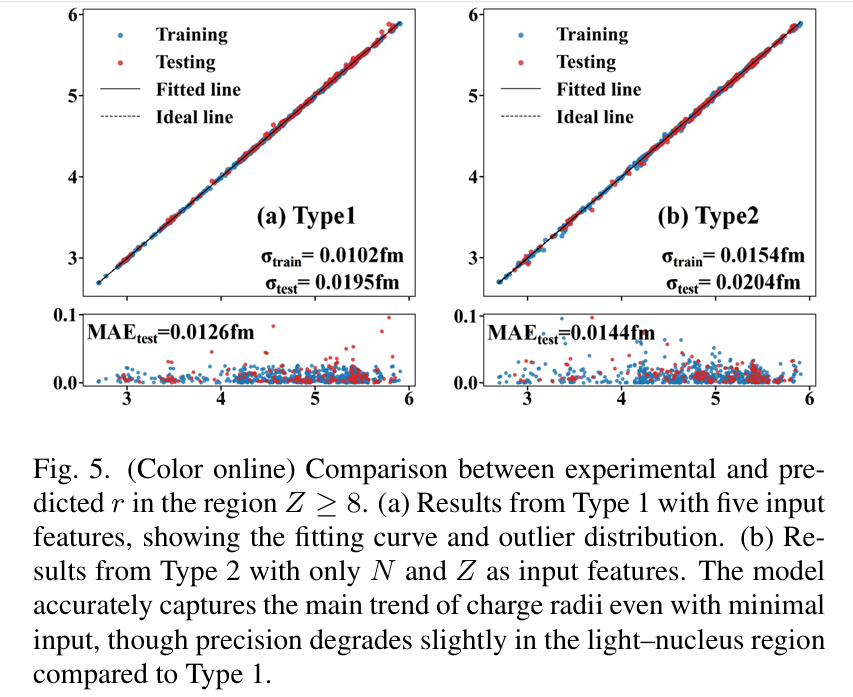 6
5
4
3
Training
Testing
Fitted line
Ideal line
(a) Type1
σtrain= 0.0102fm
σtest= 0.0195fm
0.1
0.0
MAEtest=0.0126fm
3 4 5 6
6
5
4
3
Training
Testing
Fitted line
Ideal line
(b) Type2
σtrain= 0.0154fm
σtest= 0.0204fm
0.1
0.0
MAEtest=0.0144fm
3 4 5 6
Fig. 5. (Color online) Comparison between experimental and pre-
dicted r in the region Z ≥ 8. (a) Results from Type 1 with five input
features, showing the fitting curve and outlier distribution. (b) Re-
sults from Type 2 with only N and Z as input features. The model
accurately captures the main trend of charge radii even with minimal
input, though precision degrades slightly in the light–nucleus region
compared to Type 1.